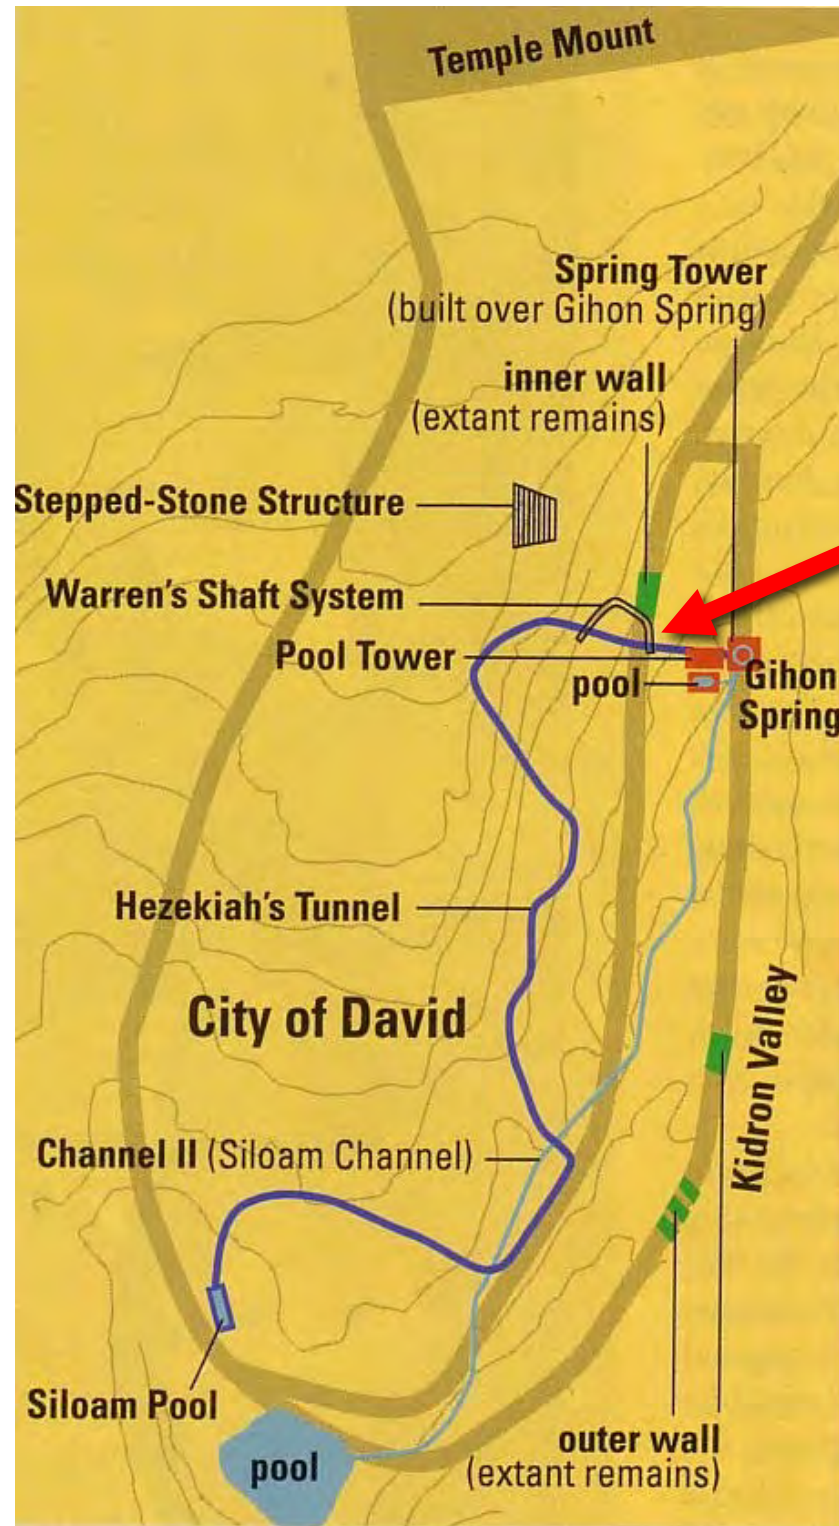 Temple Mount
Spring Tower
(built over Gihon Spring)
inner wall
(extant remains)
Stepped-Stone Structure
Warren's Shaft System
Pool Tower
pool
Gihon
Spring
Hezekiah's Tunnel
City of David
Kidron Valley
Channel II (Siloam Channel)
Siloam Pool
outer wall
(extant remains)
pool